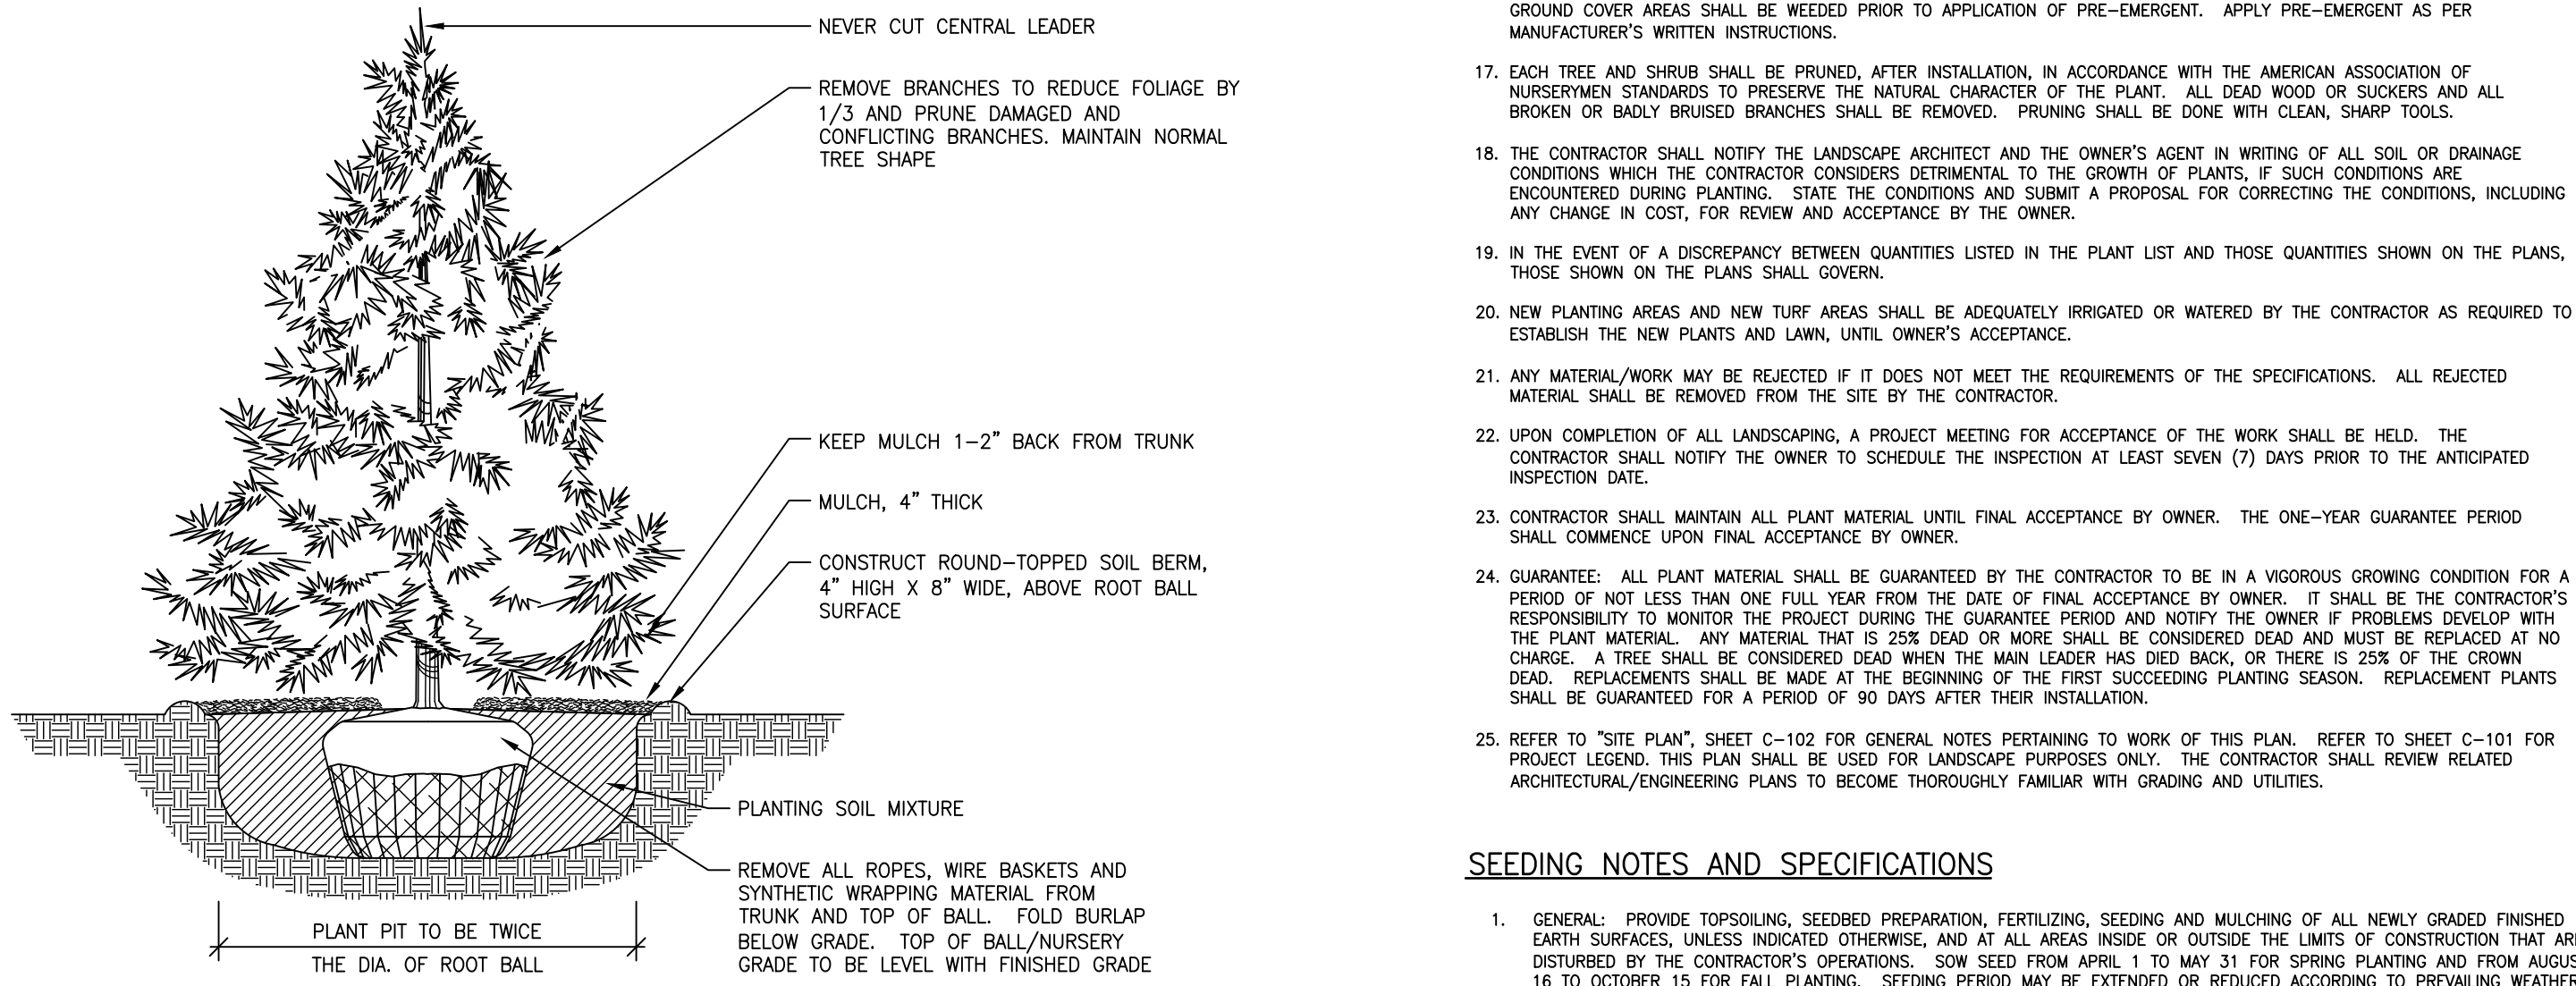 NEVER CUT CENTRAL LEADER
REMOVE BRANCHES TO REDUCE FOLIAGE BY
1/3 AND PRUNE DAMAGED AND
CONFLICTING BRANCHES. MAINTAIN NORMAL
TREE SHAPE
KEEP MULCH 1-2" BACK FROM TRUNK
MULCH, 4" THICK
CONSTRUCT ROUND-TOPPED SOIL BERM,
4" HIGH X 8" WIDE, ABOVE ROOT BALL
SURFACE
PLANTING SOIL MIXTURE
REMOVE ALL ROPES, WIRE BASKETS AND
SYNTHETIC WRAPPING MATERIAL FROM
TRUNK AND TOP OF BALL. FOLD BURLAP
BELOW GRADE. TOP OF BALL/NURSERY
GRADE TO BE LEVEL WITH FINISHED GRADE
PLANT PIT TO BE TWICE
THE DIA. OF ROOT BALL
GROUND COVER AREAS SHALL BE WEEDED PRIOR TO APPLICATION OF PRE-EMERGENT. APPLY PRE-EMERGENT AS PER
MANUFACTURER'S WRITTEN INSTRUCTIONS.
17. EACH TREE AND SHRUB SHALL BE PRUNED, AFTER INSTALLATION, IN ACCORDANCE WITH THE AMERICAN ASSOCIATION OF
NURSERYMEN STANDARDS TO PRESERVE THE NATURAL CHARACTER OF THE PLANT. ALL DEAD WOOD OR SUCKERS AND ALL
BROKEN OR BADLY BRUISED BRANCHES SHALL BE REMOVED. PRUNING SHALL BE DONE WITH CLEAN, SHARP TOOLS.
18. THE CONTRACTOR SHALL NOTIFY THE LANDSCAPE ARCHITECT AND THE OWNER'S AGENT IN WRITING OF ALL SOIL OR DRAINAGE
CONDITIONS WHICH THE CONTRACTOR CONSIDERS DETRIMENTAL TO THE GROWTH OF PLANTS, IF SUCH CONDITIONS ARE
ENCOUNTERED DURING PLANTING. STATE THE CONDITIONS AND SUBMIT A PROPOSAL FOR CORRECTING THE CONDITIONS, INCLUDING
ANY CHANGE IN COST, FOR REVIEW AND ACCEPTANCE BY THE OWNER.
19. IN THE EVENT OF A DISCREPANCY BETWEEN QUANTITIES LISTED IN THE PLANT LIST AND THOSE QUANTITIES SHOWN ON THE PLANS,
THOSE SHOWN ON THE PLANS SHALL GOVERN.
20. NEW PLANTING AREAS AND NEW TURF AREAS SHALL BE ADEQUATELY IRRIGATED OR WATERED BY THE CONTRACTOR AS REQUIRED TO
ESTABLISH THE NEW PLANTS AND LAWN, UNTIL OWNER'S ACCEPTANCE.
21. ANY MATERIAL/WORK MAY BE REJECTED IF IT DOES NOT MEET THE REQUIREMENTS OF THE SPECIFICATIONS. ALL REJECTED
MATERIAL SHALL BE REMOVED FROM THE SITE BY THE CONTRACTOR.
22. UPON COMPLETION OF ALL LANDSCAPING, A PROJECT MEETING FOR ACCEPTANCE OF THE WORK SHALL BE HELD. THE
CONTRACTOR SHALL NOTIFY THE OWNER TO SCHEDULE THE INSPECTION AT LEAST SEVEN (7) DAYS PRIOR TO THE ANTICIPATED
INSPECTION DATE.
23. CONTRACTOR SHALL MAINTAIN ALL PLANT MATERIAL UNTIL FINAL ACCEPTANCE BY OWNER. THE ONE-YEAR GUARANTEE PERIOD
SHALL COMMENCE UPON FINAL ACCEPTANCE BY OWNER.
24. GUARANTEE: ALL PLANT MATERIAL SHALL BE GUARANTEED BY THE CONTRACTOR TO BE IN A VIGOROUS GROWING CONDITION FOR A
PERIOD OF NOT LESS THAN ONE FULL YEAR FROM THE DATE OF FINAL ACCEPTANCE BY OWNER. IT SHALL BE THE CONTRACTOR'S
RESPONSIBILITY TO MONITOR THE PROJECT DURING THE GUARANTEE PERIOD AND NOTIFY THE OWNER IF PROBLEMS DEVELOP WITH
THE PLANT MATERIAL. ANY MATERIAL THAT IS 25% DEAD OR MORE SHALL BE CONSIDERED DEAD AND MUST BE REPLACED AT NO
CHARGE. A TREE SHALL BE CONSIDERED DEAD WHEN THE MAIN LEADER HAS DIED BACK, OR THERE IS 25% OF THE CROWN
DEAD. REPLACEMENTS SHALL BE MADE AT THE BEGINNING OF THE FIRST SUCCEEDING PLANTING SEASON. REPLACEMENT PLANTS
SHALL BE GUARANTEED FOR A PERIOD OF 90 DAYS AFTER THEIR INSTALLATION.
25. REFER TO "SITE PLAN", SHEET C-102 FOR GENERAL NOTES PERTAINING TO WORK OF THIS PLAN. REFER TO SHEET C-101 FOR
PROJECT LEGEND. THIS PLAN SHALL BE USED FOR LANDSCAPE PURPOSES ONLY. THE CONTRACTOR SHALL REVIEW RELATED
ARCHITECTURAL/ENGINEERING PLANS TO BECOME THOROUGHLY FAMILIAR WITH GRADING AND UTILITIES.
SEEDING NOTES AND SPECIFICATIONS
1. GENERAL: PROVIDE TOPSOILING, SEEDBED PREPARATION, FERTILIZING, SEEDING AND MULCHING OF ALL NEWLY GRADED FINISHED
EARTH SURFACES, UNLESS INDICATED OTHERWISE, AND AT ALL AREAS INSIDE OR OUTSIDE THE LIMITS OF CONSTRUCTION THAT ARE
DISTURBED BY THE CONTRACTOR'S OPERATIONS. SOW SEED FROM APRIL 1 TO MAY 31 FOR SPRING PLANTING AND FROM AUGUS
16 TO OCTOBER 15 FOR FALL PLANTING. SEEDING PERIOD MAY BE EXTENDED OR REDUCED ACCORDING TO PREVAILING WEATHER